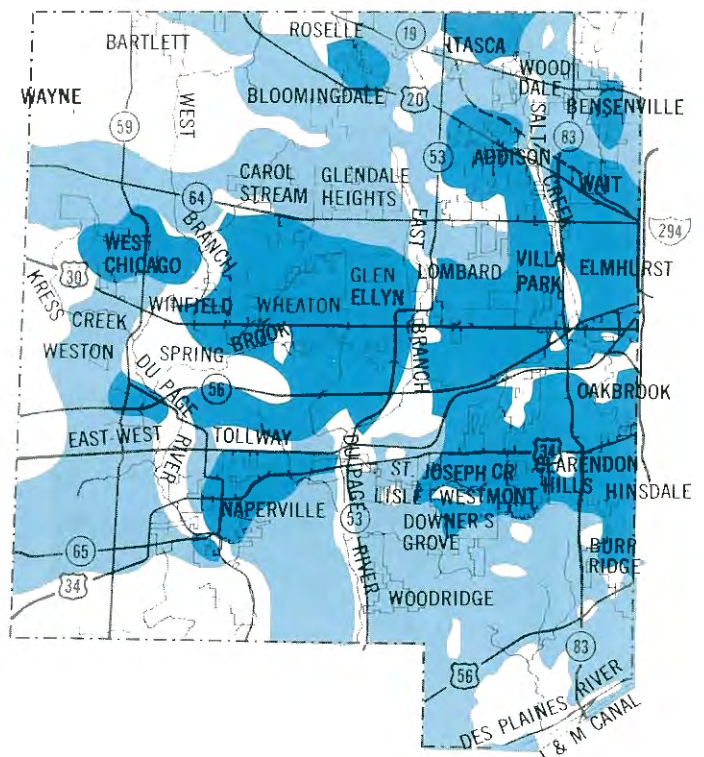 ROSELLE
19
ITASCA
BARTLETT
WOOD
DALE
WAYNE
BLOOMINGDALE
20
BENSENVILLE
WEST
SALT
59
83
53
ADDISON
CREEK
CAROL
STREAM
GLENDALE
HEIGHTS
WAIT
64
BRANCH
EAST
294
WEST
CHICAGO
GLEN
ELLYN
LOMBARD
VILLA
PARK
ELMHURST
30
KRESS
CREEK
WINFIELD
WHEATON
BRANCH
WESTON
SPRING
BROOK
DU PAGE
56
OAKBROOK
EAST-WEST
TOLLWAY
RIVER
DU PAGE
34
ST.
JOSEPH CR
CLARENDON
HILLS
LISLE
WESTMONT
HINSDALE
NAPERVILLE
53
DOWNER'S
GROVE
RIVER
65
BURR
RIDGE
34
WOODRIDGE
83
56
DES PLAINES RIVER
I & M CANAL